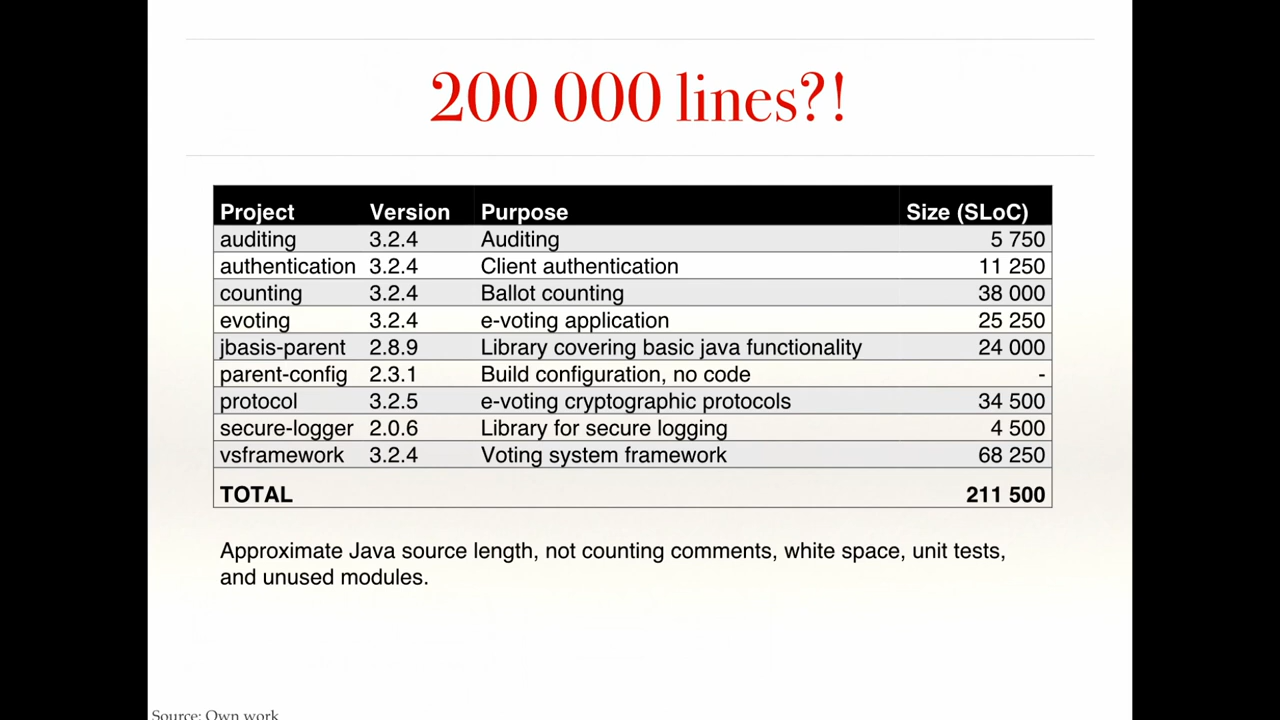 200 000 lines?!
Project Version Purpose Size (SLoC)
auditing 3.2.4 Auditing 5 750
authentication 3.2.4 Client authentication 11 250
counting 3.2.4 Ballot counting 38 000
evoting 3.2.4 e-voting application 25 250
jbasis-parent 2.8.9 Library covering basic java functionality 24 000
parent-config 2.3.1 Build configuration, no code -
protocol 3.2.5 e-voting cryptographic protocols 34 500
secure-logger 2.0.6 Library for secure logging 4 500
vsframework 3.2.4 Voting system framework 68 250
TOTAL 211 500
Approximate Java source length, not counting comments, white space, unit tests,
and unused modules.
Source: Own work